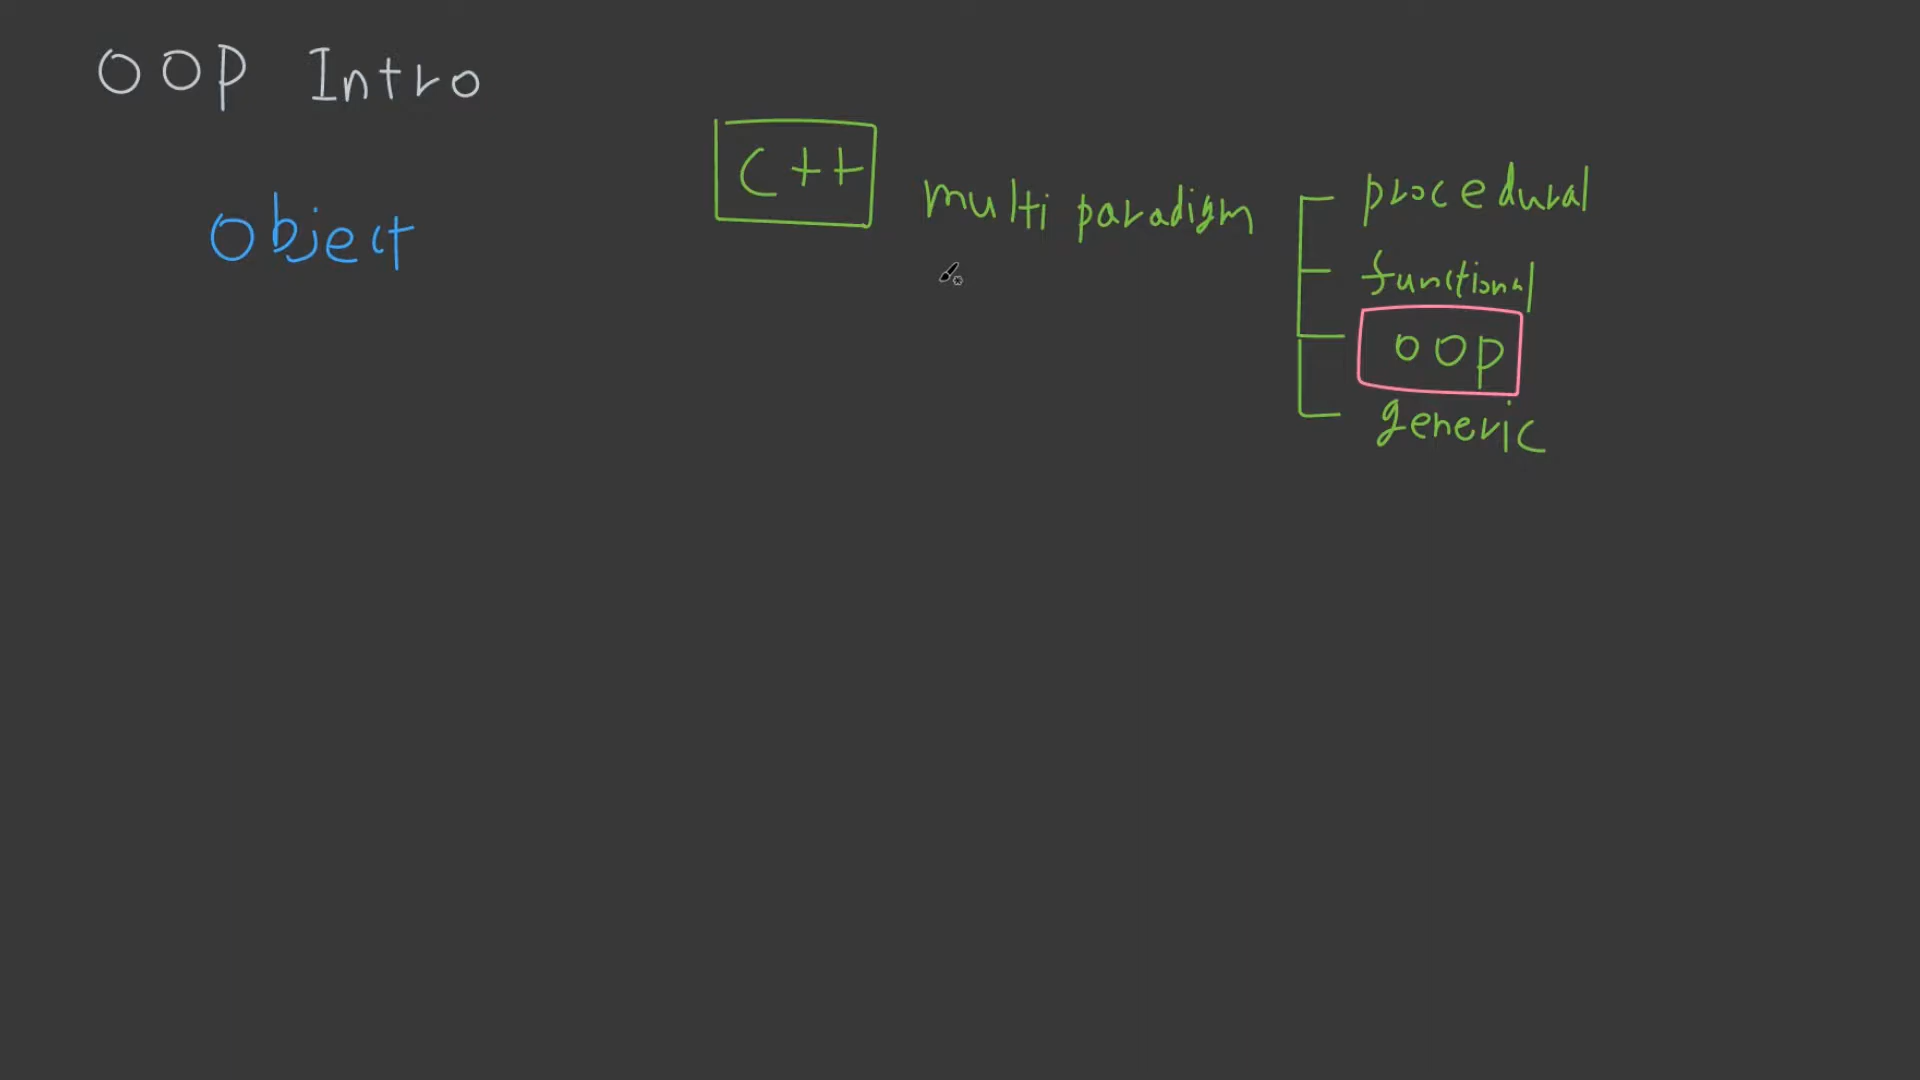 OOP Intro
Object
C++
multi paradigm
procedural
functional
OOP
generic